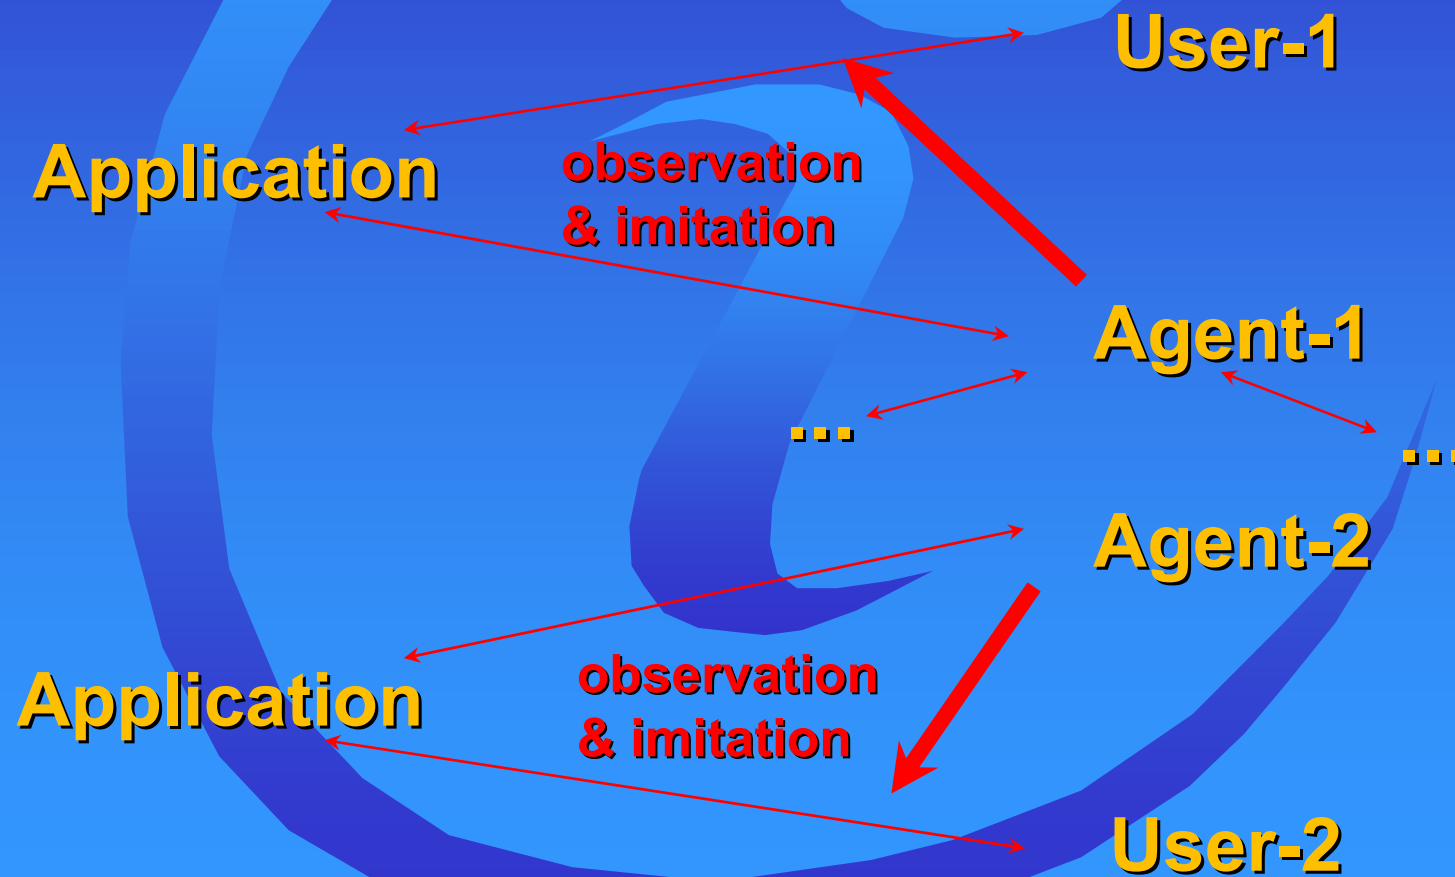 User-1
Application
observation
& imitation
Agent-1
...
...
Agent-2
Application
observation
& imitation
User-2